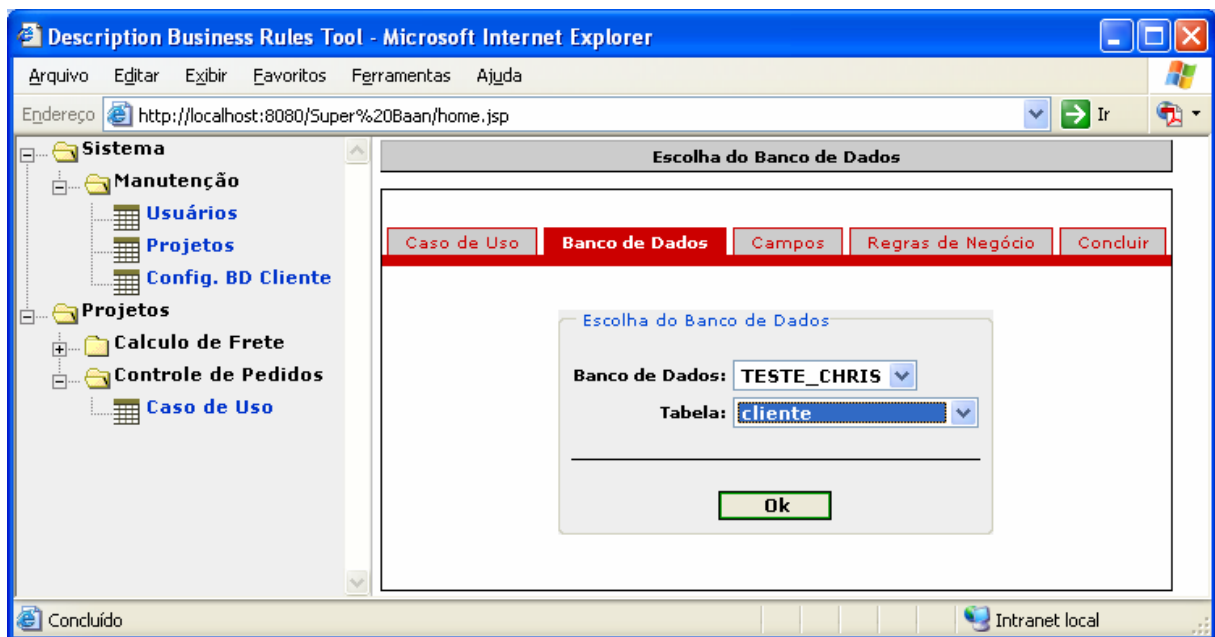 Description Business Rules Tool - Microsoft Internet Explorer
Arquivo Editar Exibir Favoritos Ferramentas Ajuda
Endereço http://localhost:8080/Super%20Baan/home.jsp Ir
Sistema
Manutenção
Usuários
Projetos
Config. BD Cliente
Projetos
Calculo de Frete
Controle de Pedidos
Caso de Uso
Escolha do Banco de Dados
Caso de Uso Banco de Dados Campos Regras de Negócio Concluir
Escolha do Banco de Dados
Banco de Dados: TESTE_CHRIS
Tabela: cliente
Ok
Concluído Intranet local